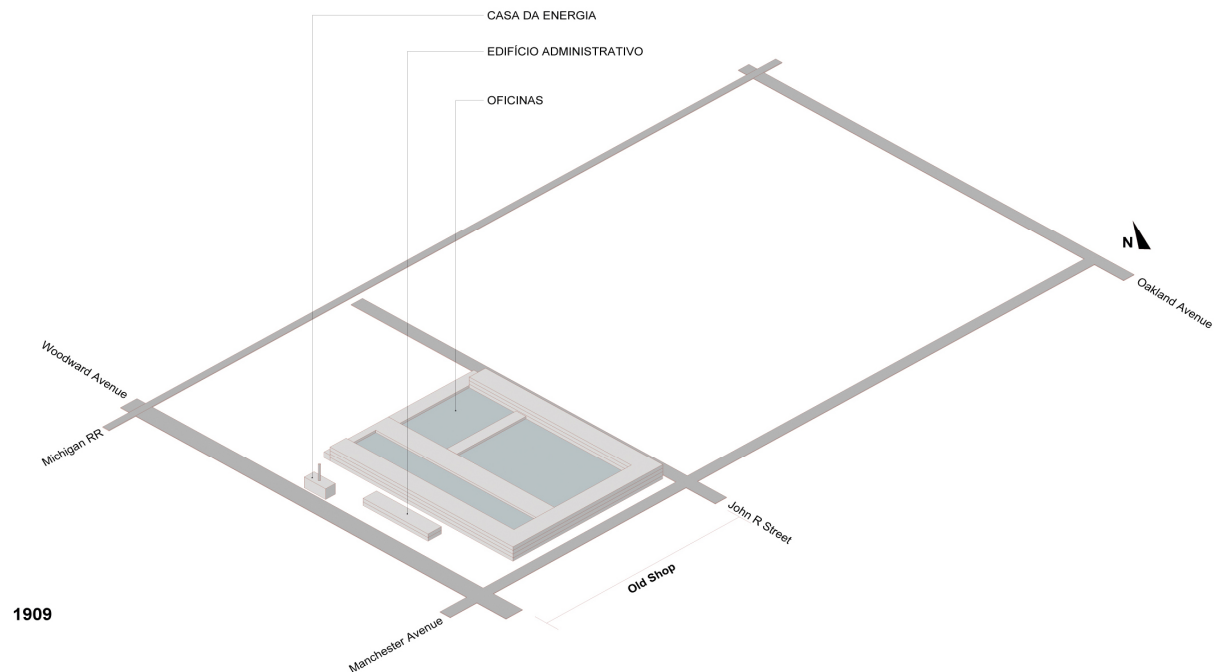 CASA DA ENERGIA
EDIFÍCIO ADMINISTRATIVO
OFICINAS
N
Oakland Avenue
Woodward Avenue
Michigan RR
John R Street
Old Shop
1909
Manchester Avenue